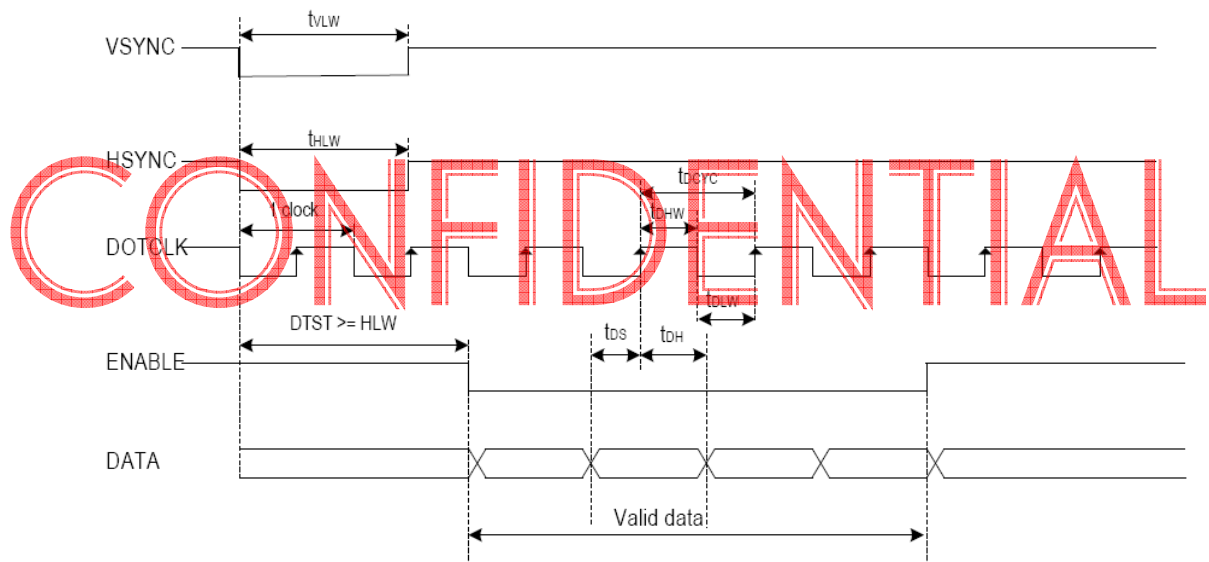 tVLW
VSYNC
tHLW
HSYNC
CONFIDENTIAL
tDCYC
1 clock
tDHW
DOTCLK
tDLW
DTST >= HLW
tDS
tDH
ENABLE
DATA
Valid data